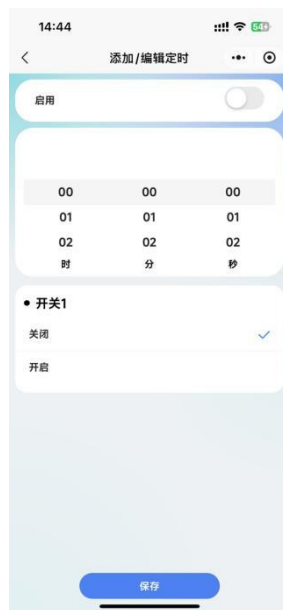 14:44
54
添加/编辑定时
启用
00 00 00
01 01 01
02 02 02
时 分 秒
开关1
关闭
开启
保存